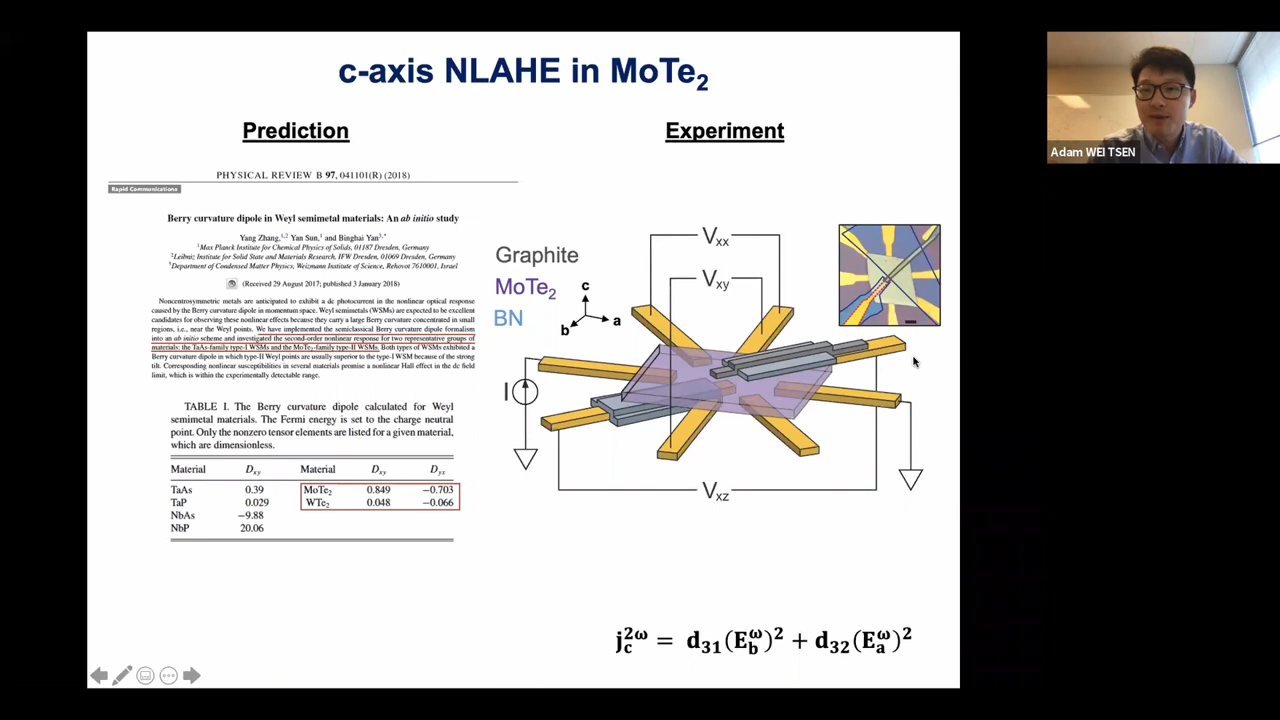 c-axis NLAHE in MoTe₂
Prediction
Experiment
PHYSICAL REVIEW B 97, 041101(R) (2018)
Rapid Communications
Berry curvature dipole in Weyl semimetal materials: An ab initio study
Yang Zhang,1,2 Yan Sun,1 and Binghai Yan3,*
1Max Planck Institute for Chemical Physics of Solids, 01187 Dresden, Germany
2Leibniz Institute for Solid State and Materials Research, IFW Dresden, 01069 Dresden, Germany
3Department of Condensed Matter Physics, Weizmann Institute of Science, Rehovot 7610001, Israel
(Received 29 August 2017; published 3 January 2018)
Noncentrosymmetric metals are anticipated to exhibit a dc photocurrent in the nonlinear optical response
caused by the Berry curvature dipole in momentum space. Weyl semimetals (WSMs) are expected to be excellent
candidates for observing these nonlinear effects because they carry a large Berry curvature concentrated in small
regions, i.e., near the Weyl points. We have implemented the semiclassical Berry curvature dipole formalism
into an ab initio scheme and investigated the second-order nonlinear response for two representative groups of
materials: the TaAs-family type-I WSMs and the MoTe₂-family type-II WSMs. Both types of WSMs exhibited a
Berry curvature dipole in which type-II Weyl points are usually superior to the type-I WSM because of the strong
tilt. Corresponding nonlinear susceptibilities in several materials promise a nonlinear Hall effect in the dc field
limit, which is within the experimentally detectable range.
TABLE I. The Berry curvature dipole calculated for Weyl
semimetal materials. The Fermi energy is set to the charge neutral
point. Only the nonzero tensor elements are listed for a given material,
which are dimensionless.
Material Dxy Material Dxy Dyx
TaAs 0.39 MoTe₂ 0.849 −0.703
TaP 0.029 WTe₂ 0.048 −0.066
NbAs −9.88
NbP 20.06
Graphite
MoTe₂
BN
c
b
a
Vxx
Vxy
I
Vxz
j_c^2ω = d₃₁(E_b^ω)² + d₃₂(E_a^ω)²
Adam WEI TSEN